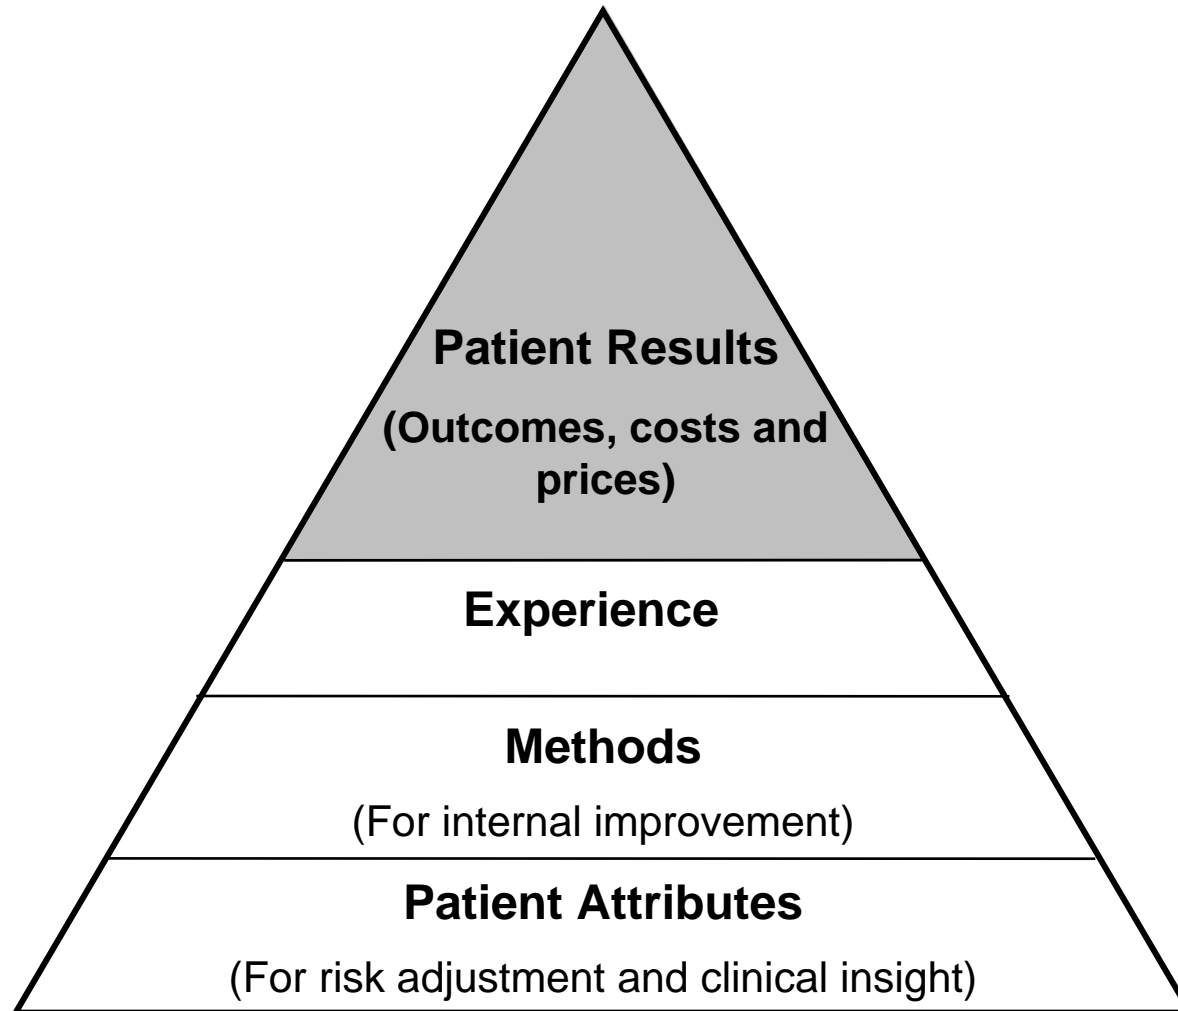 Patient Results
(Outcomes, costs and
prices)
Experience
Methods
(For internal improvement)
Patient Attributes
(For risk adjustment and clinical insight)